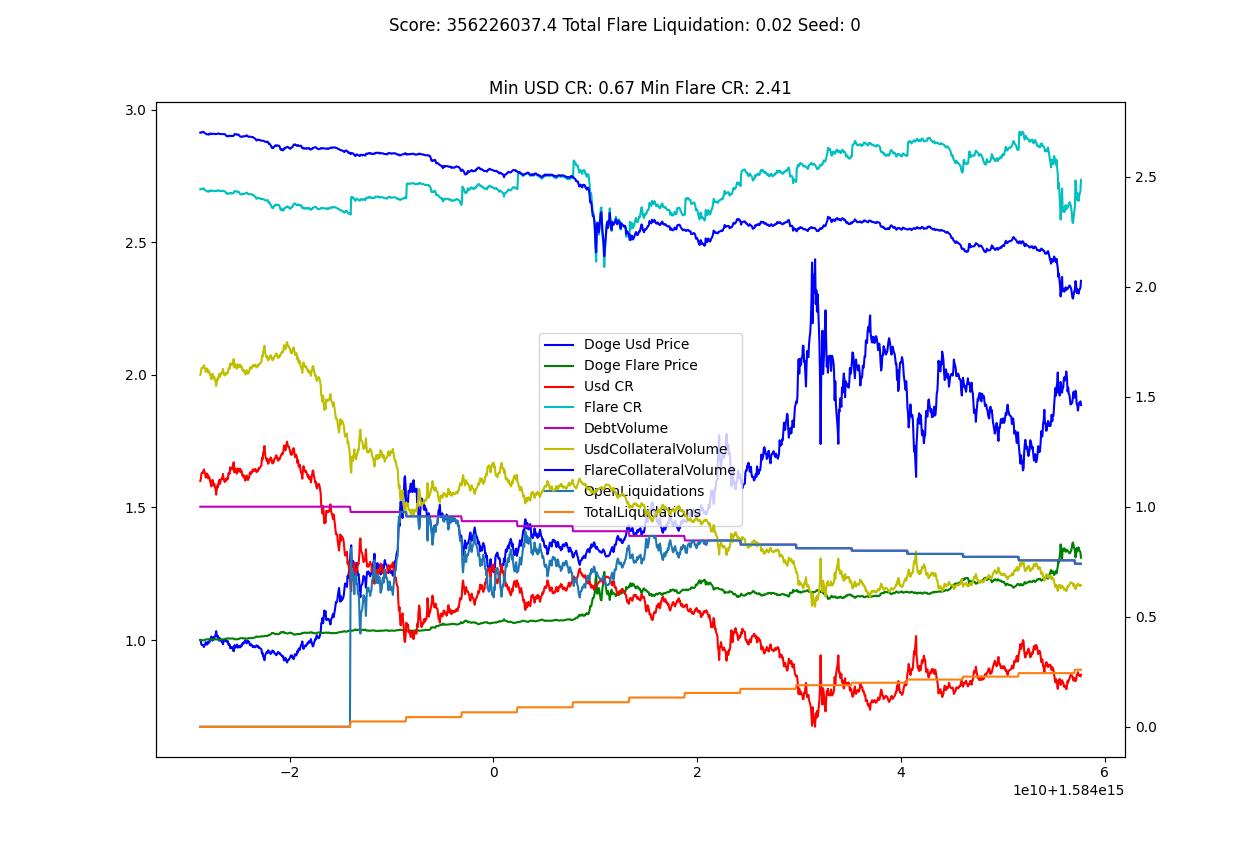 Score: 356226037.4 Total Flare Liquidation: 0.02 Seed: 0
Min USD CR: 0.67 Min Flare CR: 2.41
3.0
2.5
2.0
1.5
1.0
2.5
2.0
1.5
1.0
0.5
0.0
Doge Usd Price
Doge Flare Price
Usd CR
Flare CR
DebtVolume
UsdCollateralVolume
FlareCollateralVolume
OpenLiquidations
TotalLiquidations
−2 0 2 4 6
1e10+1.584e15